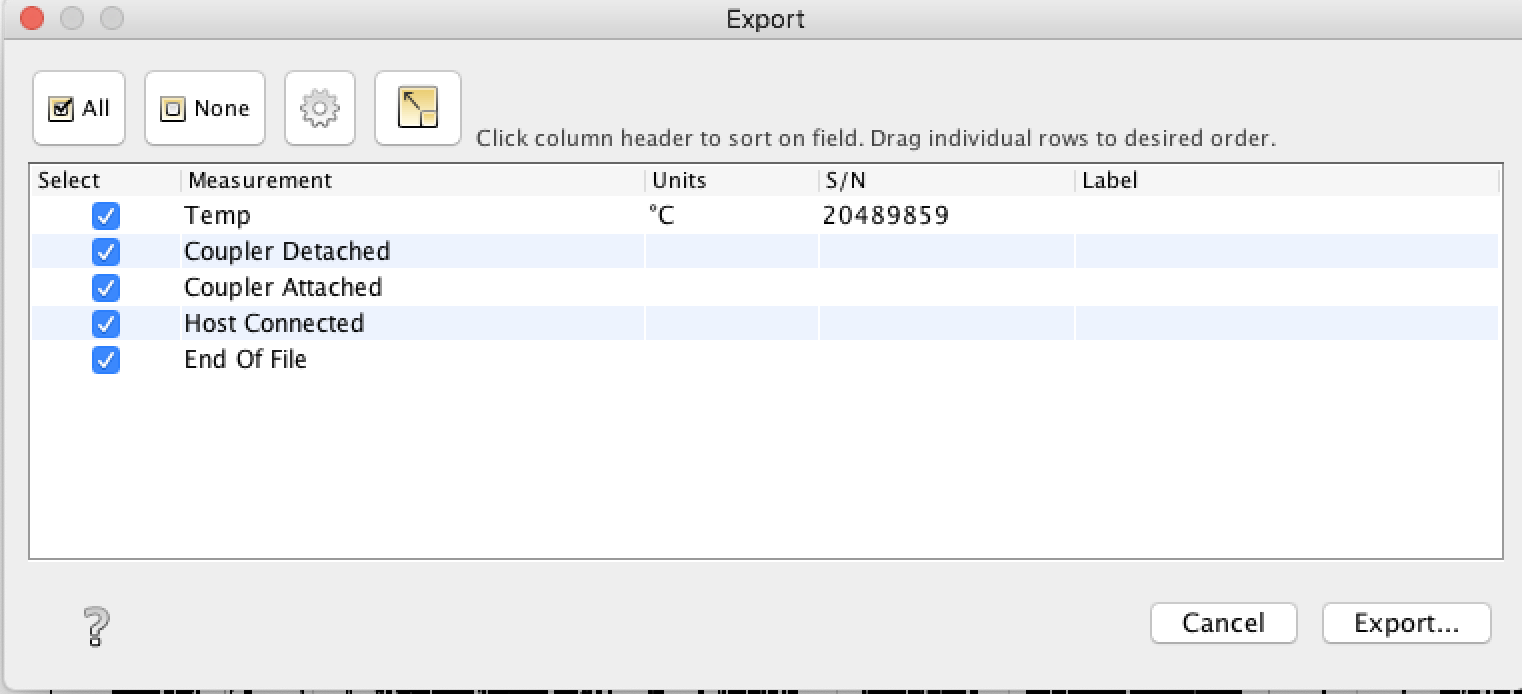 Export
All None
Click column header to sort on field. Drag individual rows to desired order.
Select Measurement Units S/N Label
Temp °C 20489859
Coupler Detached
Coupler Attached
Host Connected
End Of File
? Cancel Export...